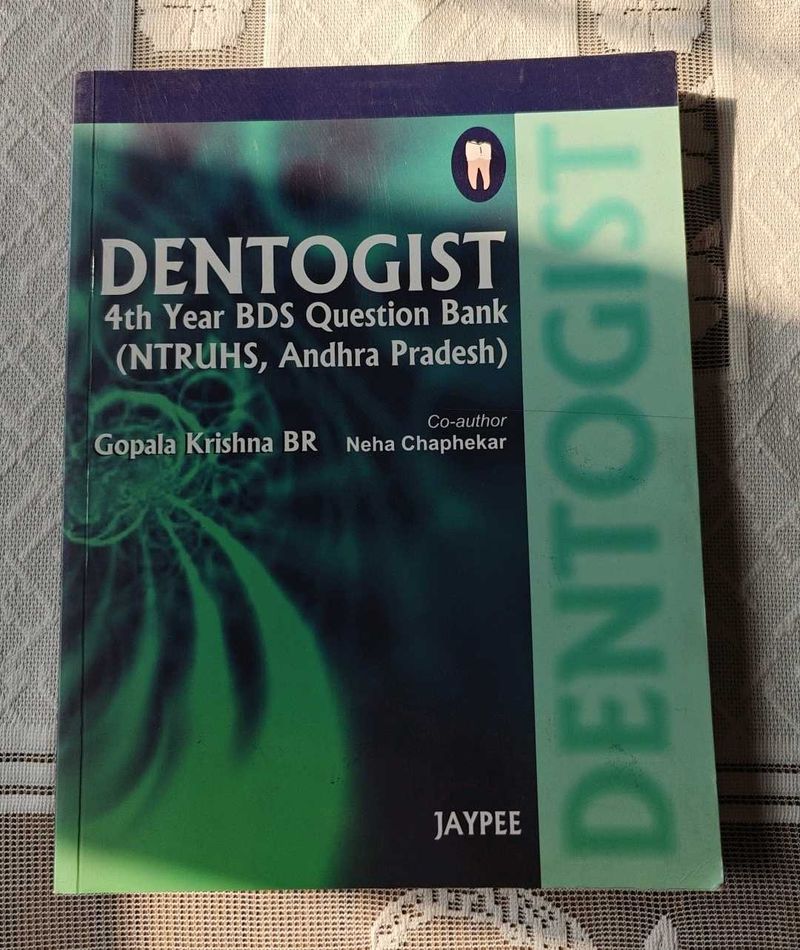 DENTOGIST
4th Year BDS Question Bank
(NTRUHS, Andhra Pradesh)
Co-author
Gopala Krishna BR Neha Chaphekar
JAYPEE
DENTOGIST